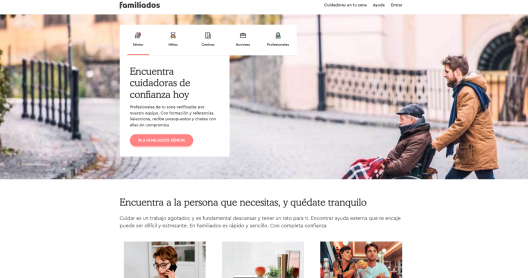 familiados
Cuidadores en tu zona Ayuda Entrar
Sénior Niños Centros Business Profesionales
Encuentra
cuidadoras de
confianza hoy
Profesionales de tu zona verificadas por
nuestro equipo. Con formación y referencias.
Selecciona, recibe presupuestos y chatea con
ellas sin compromiso
IR A FAMILIADOS SÉNIOR
Encuentra a la persona que necesitas, y quédate tranquilo
Cuidar es un trabajo agotador, y es fundamental descansar y tener un rato para ti. Encontrar ayuda externa que te encaje
puede ser difícil y estresante. En familiados es rápido y sencillo. Con completa confianza